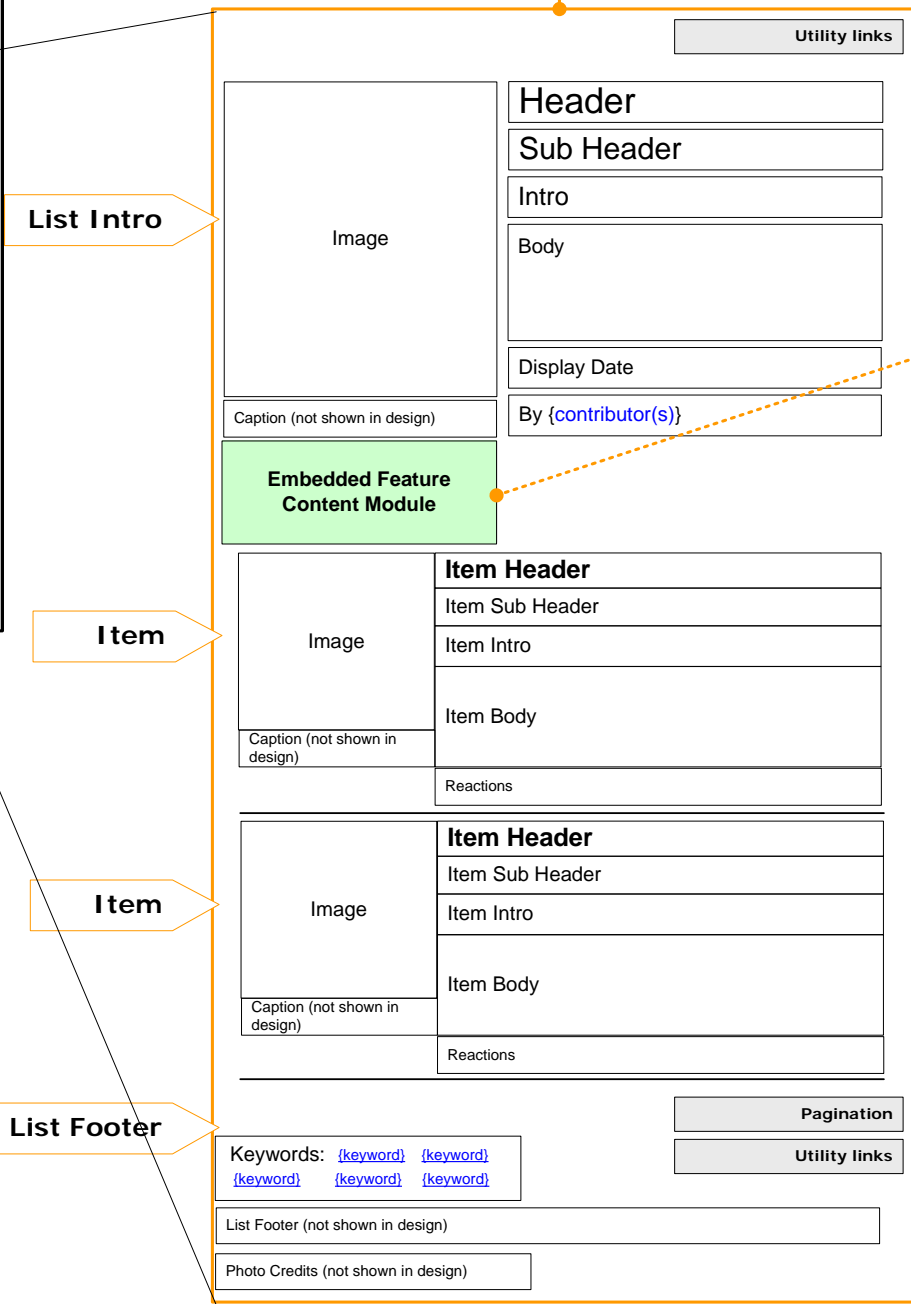 Utility links
Header
Sub Header
List Intro
Intro
Image
Body
Display Date
Caption (not shown in design)
By {contributor(s)}
Embedded Feature
Content Module
Item
Image
Caption (not shown in
design)
Item Header
Item Sub Header
Item Intro
Item Body
Reactions
Item
Image
Caption (not shown in
design)
Item Header
Item Sub Header
Item Intro
Item Body
Reactions
List Footer
Pagination
Utility links
Keywords: {keyword} {keyword}
{keyword} {keyword} {keyword}
List Footer (not shown in design)
Photo Credits (not shown in design)